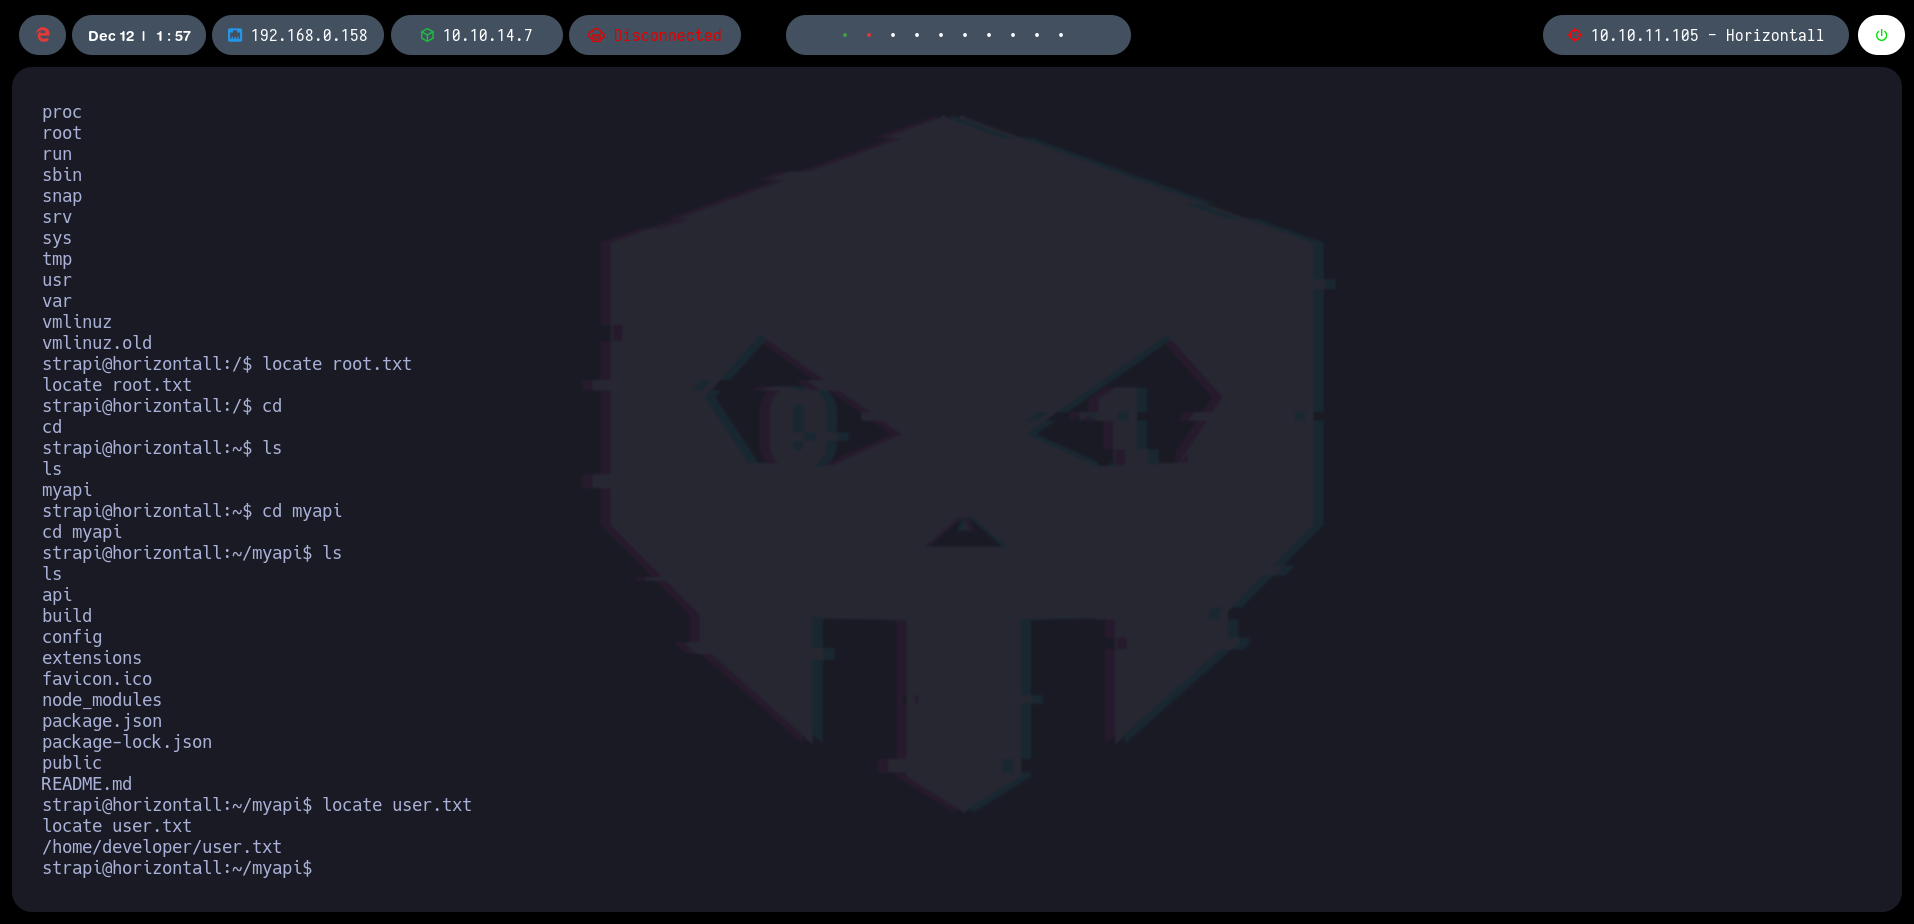 Dec 12 | 1 : 57
192.168.0.158
10.10.14.7
Disconnected
10.10.11.105 - Horizontall
proc
root
run
sbin
snap
srv
sys
tmp
usr
var
vmlinuz
vmlinuz.old
strapi@horizontall:/$ locate root.txt
locate root.txt
strapi@horizontall:/$ cd
cd
strapi@horizontall:~$ ls
ls
myapi
strapi@horizontall:~$ cd myapi
cd myapi
strapi@horizontall:~/myapi$ ls
ls
api
build
config
extensions
favicon.ico
node_modules
package.json
package-lock.json
public
README.md
strapi@horizontall:~/myapi$ locate user.txt
locate user.txt
/home/developer/user.txt
strapi@horizontall:~/myapi$
0 1